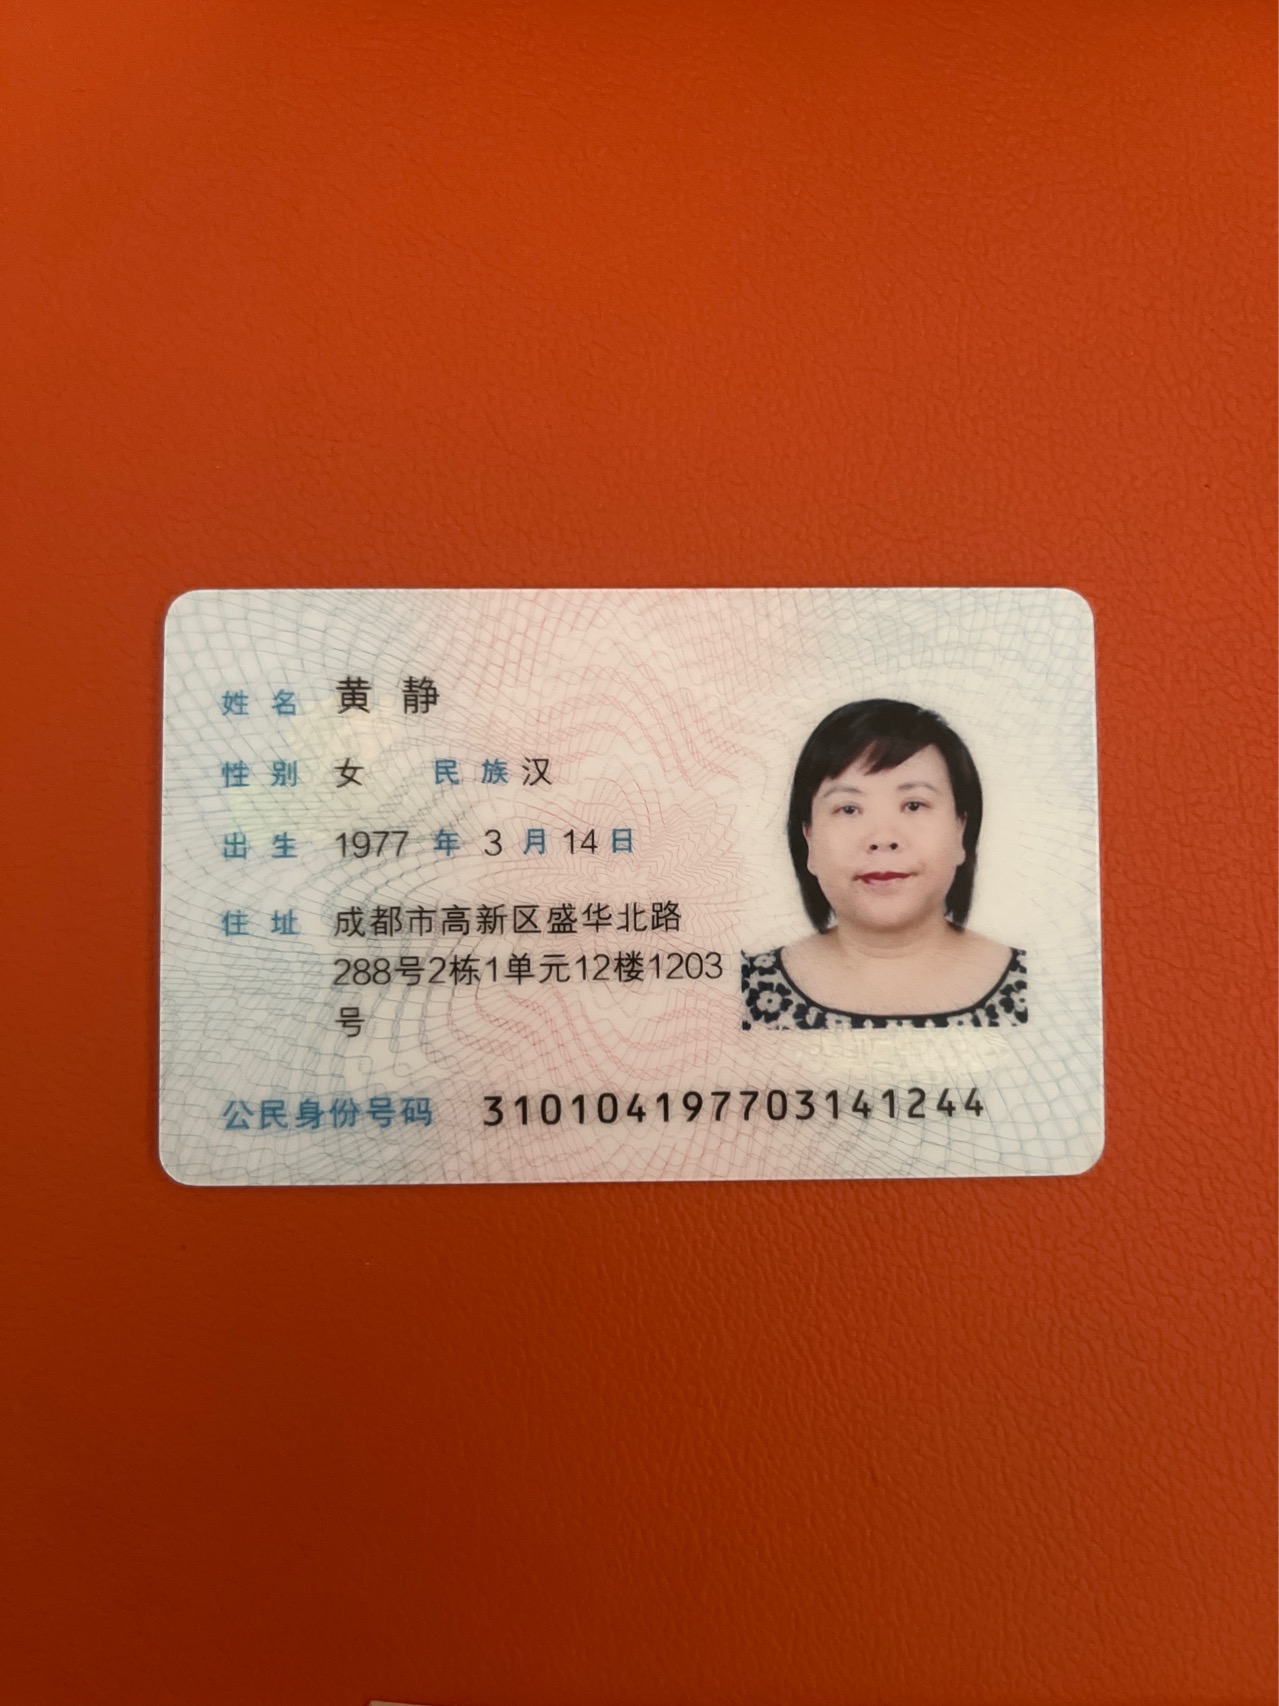 姓名 黄静
性别 女 民族 汉
出生 1977 年 3 月 14 日
住址 成都市高新区盛华北路
288号2栋1单元12楼1203
号
公民身份号码 310104197703141244